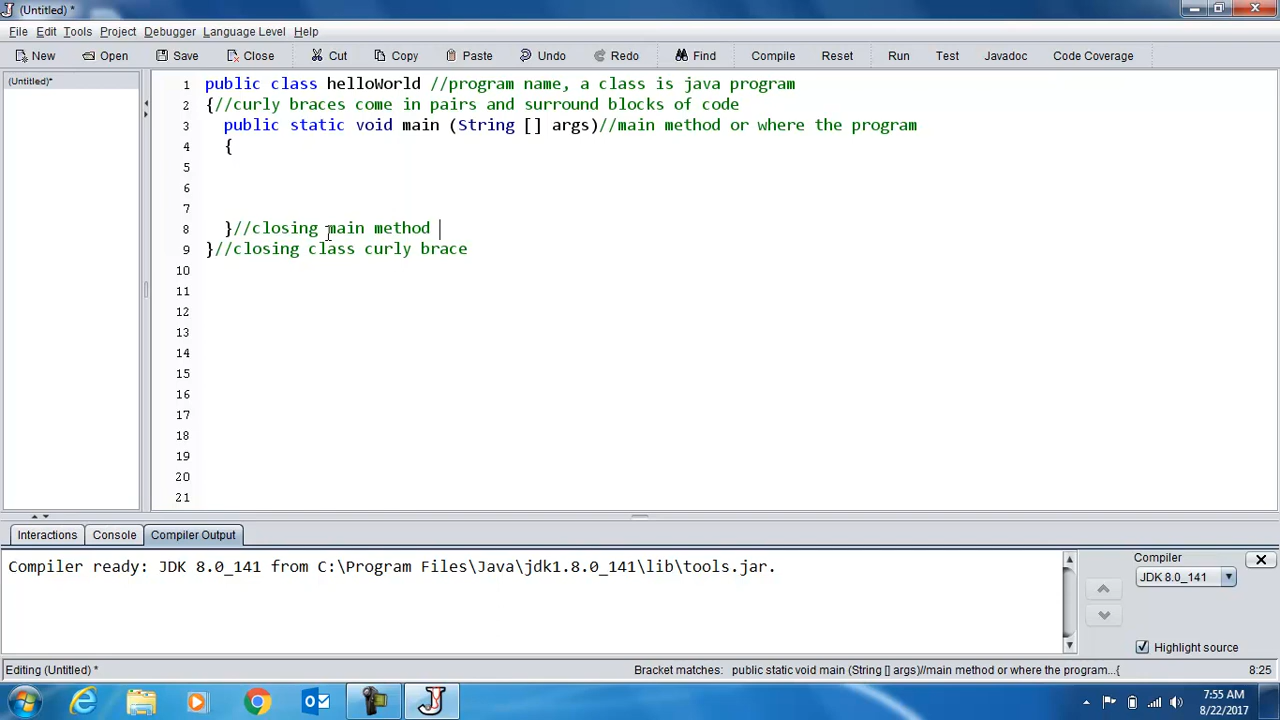 (Untitled) *
File Edit Tools Project Debugger Language Level Help
New Open Save Close Cut Copy Paste Undo Redo Find Compile Reset Run Test Javadoc Code Coverage
(Untitled)*
1 public class helloWorld //program name, a class is java program
2 {//curly braces come in pairs and surround blocks of code
3 public static void main (String [] args)//main method or where the program
4 {
5
6
7
8 }//closing main method
9 }//closing class curly brace
10
11
12
13
14
15
16
17
18
19
20
21
Interactions Console Compiler Output
Compiler ready: JDK 8.0_141 from C:\Program Files\Java\jdk1.8.0_141\lib\tools.jar.
Compiler
JDK 8.0_141
Highlight source
Editing (Untitled) * Bracket matches: public static void main (String [] args)//main method or where the program...{ 8:25
7:55 AM
8/22/2017